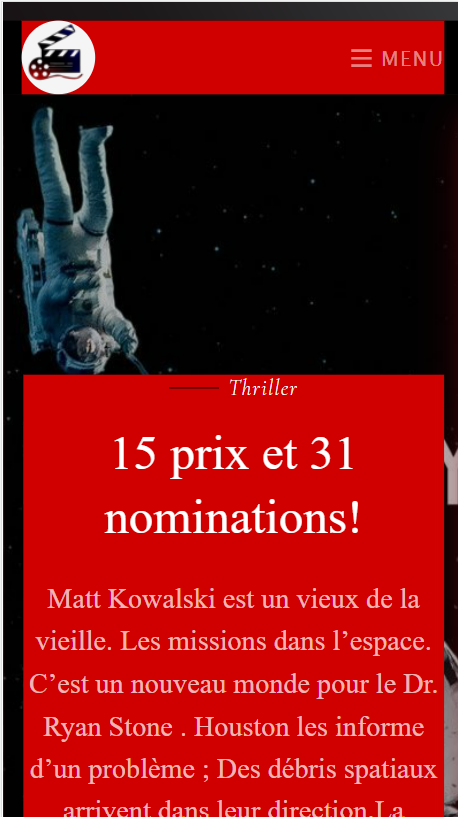 ☰ MENU
Thriller
15 prix et 31
nominations!
Matt Kowalski est un vieux de la
vieille. Les missions dans l’espace.
C’est un nouveau monde pour le Dr.
Ryan Stone . Houston les informe
d’un problème ; Des débris spatiaux
arrivent dans leur direction.La